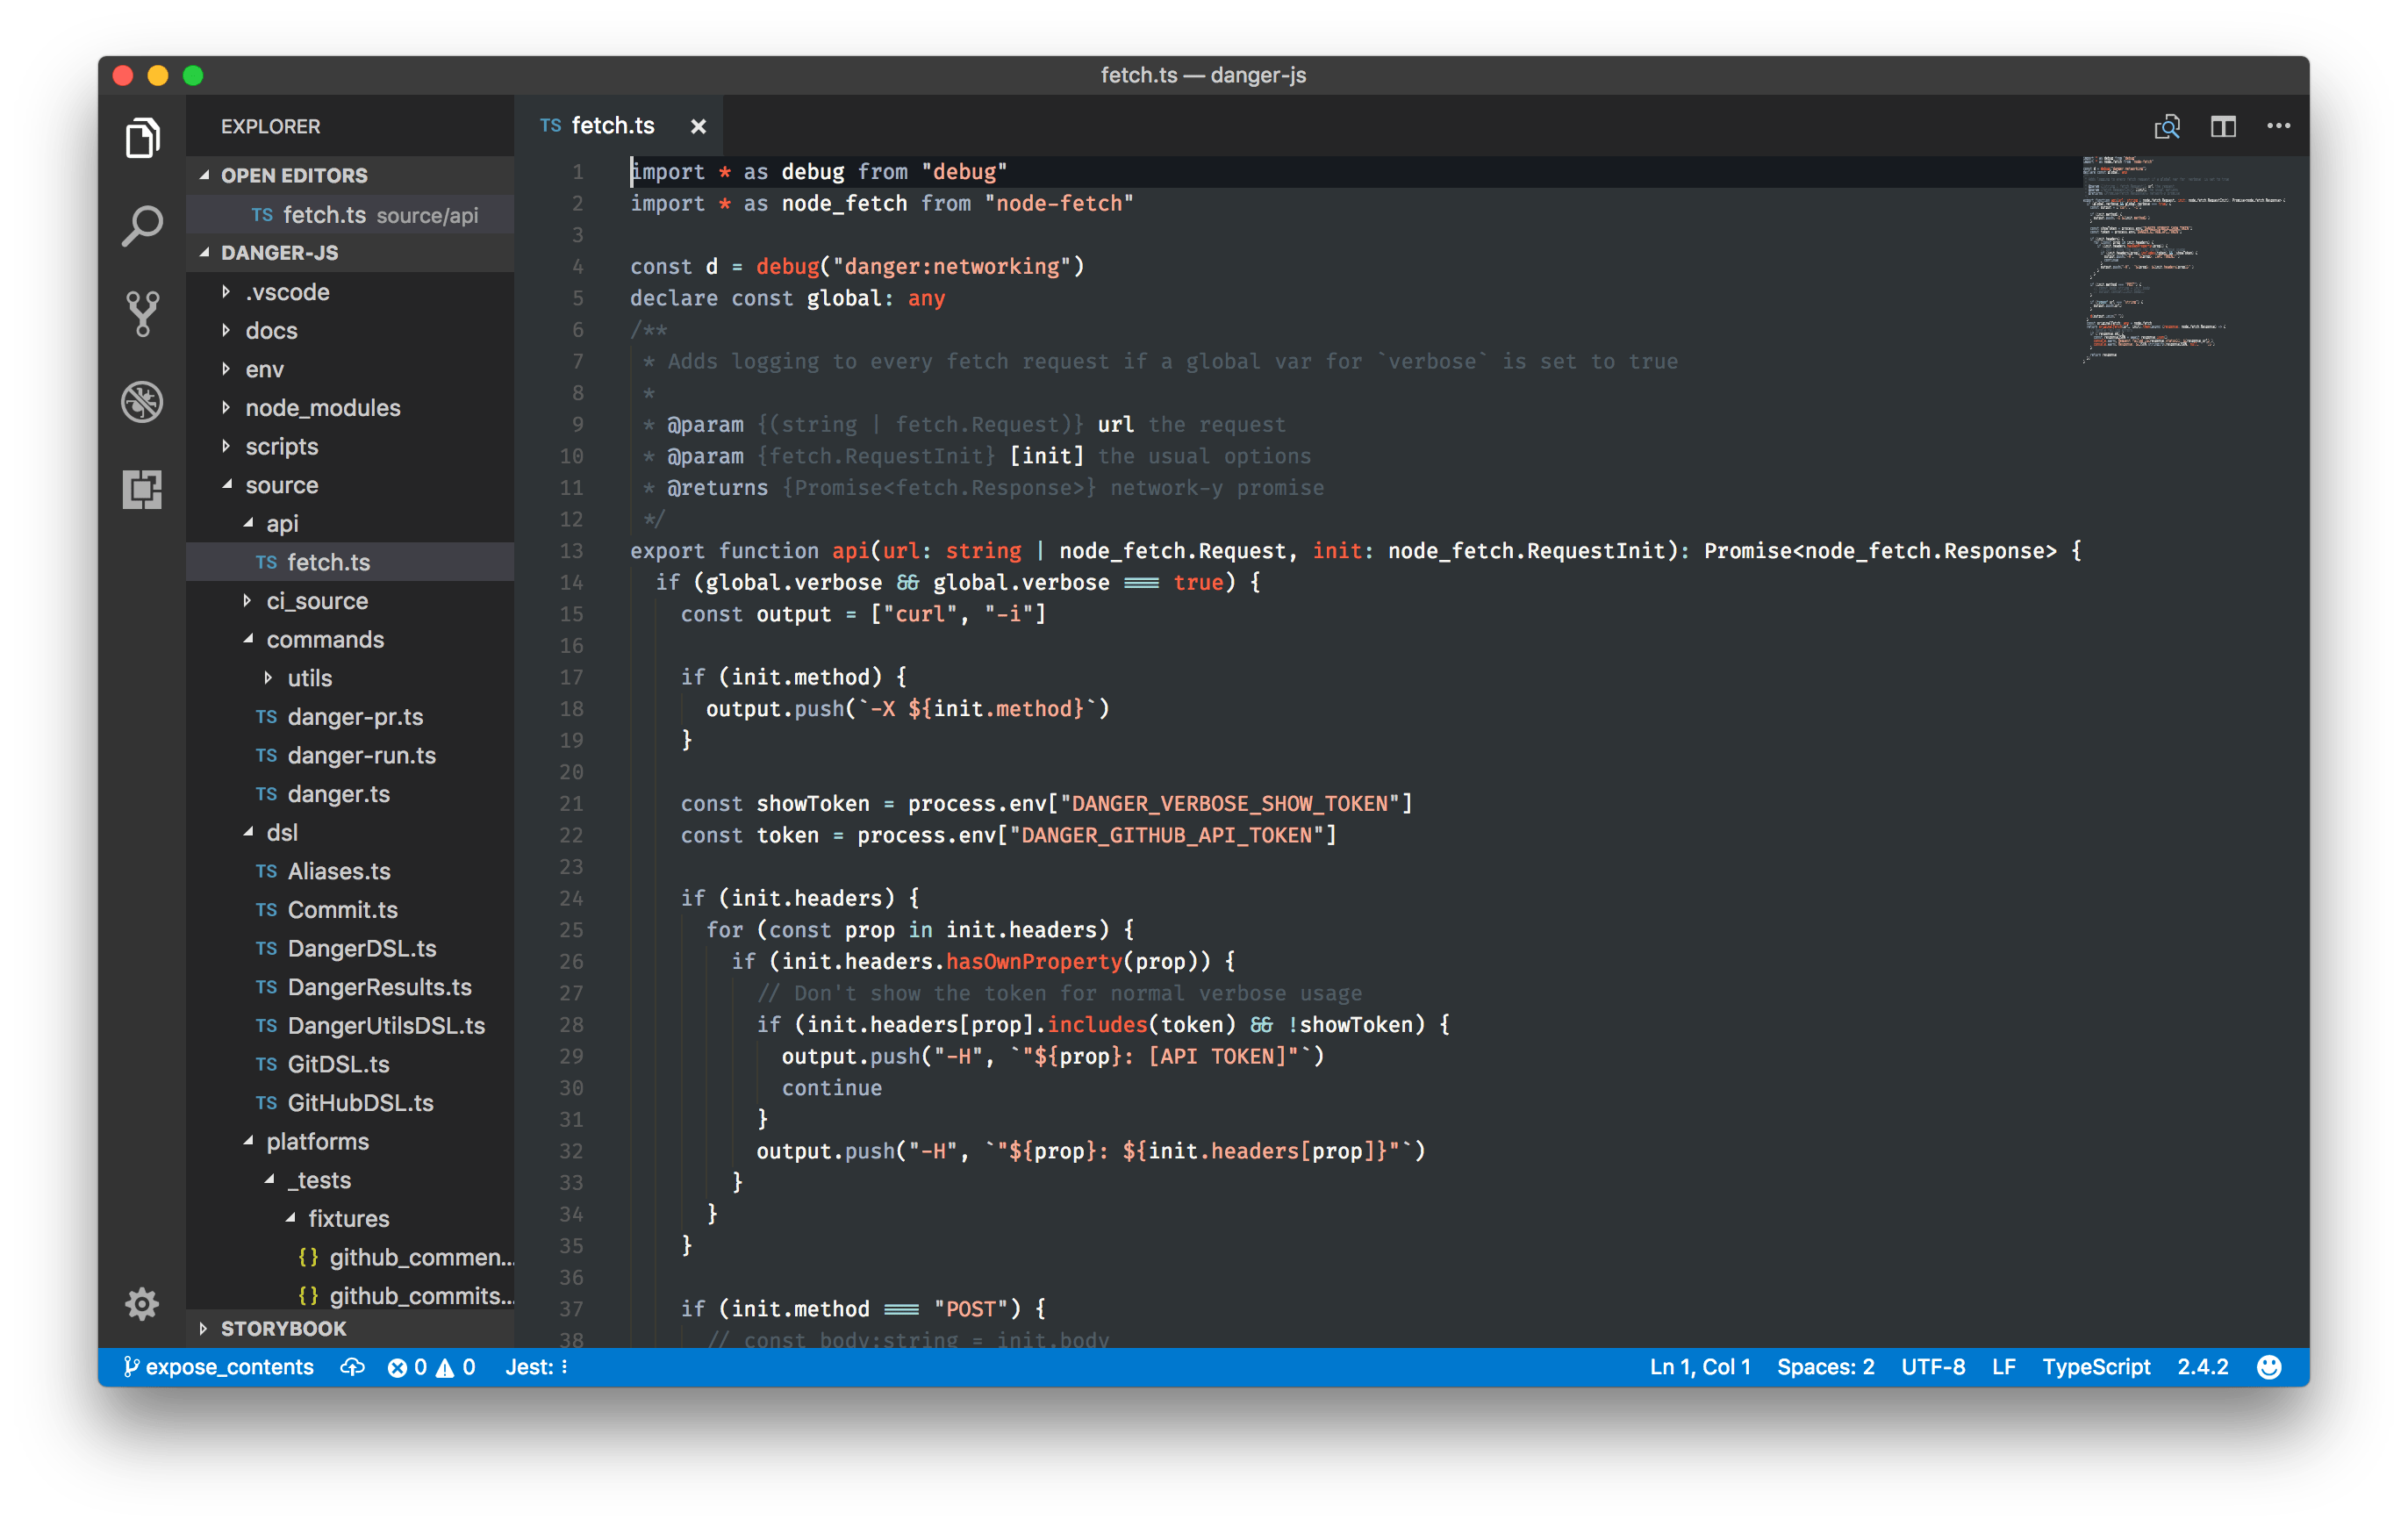 fetch.ts — danger-js
EXPLORER
OPEN EDITORS
TS fetch.ts source/api
DANGER-JS
.vscode
docs
env
node_modules
scripts
source
api
TS fetch.ts
ci_source
commands
utils
TS danger-pr.ts
TS danger-run.ts
TS danger.ts
dsl
TS Aliases.ts
TS Commit.ts
TS DangerDSL.ts
TS DangerResults.ts
TS DangerUtilsDSL.ts
TS GitDSL.ts
TS GitHubDSL.ts
platforms
_tests
fixtures
{} github_commen...
{} github_commits...
STORYBOOK
TS fetch.ts
1 import * as debug from "debug"
2 import * as node_fetch from "node-fetch"
3
4 const d = debug("danger:networking")
5 declare const global: any
6 /**
7  * Adds logging to every fetch request if a global var for `verbose` is set to true
8  *
9  * @param {(string | fetch.Request)} url the request
10  * @param {fetch.RequestInit} [init] the usual options
11  * @returns {Promise<fetch.Response>} network-y promise
12  */
13 export function api(url: string | node_fetch.Request, init: node_fetch.RequestInit): Promise<node_fetch.Response> {
14   if (global.verbose && global.verbose === true) {
15     const output = ["curl", "-i"]
16
17     if (init.method) {
18       output.push(`-X ${init.method}`)
19     }
20
21     const showToken = process.env["DANGER_VERBOSE_SHOW_TOKEN"]
22     const token = process.env["DANGER_GITHUB_API_TOKEN"]
23
24     if (init.headers) {
25       for (const prop in init.headers) {
26         if (init.headers.hasOwnProperty(prop)) {
27           // Don't show the token for normal verbose usage
28           if (init.headers[prop].includes(token) && !showToken) {
29             output.push("-H", `"${prop}: [API TOKEN]"`)
30             continue
31           }
32           output.push("-H", `"${prop}: ${init.headers[prop]}"`)
33         }
34       }
35     }
36
37     if (init.method === "POST") {
38       // const body:string = init.body
expose_contents 0 0 Jest: ⋮ Ln 1, Col 1 Spaces: 2 UTF-8 LF TypeScript 2.4.2